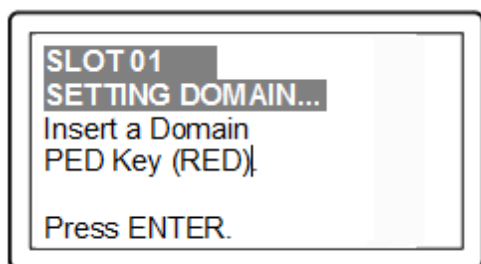 SLOT 01
SETTING DOMAIN...
Insert a Domain
PED Key (RED).
Press ENTER.